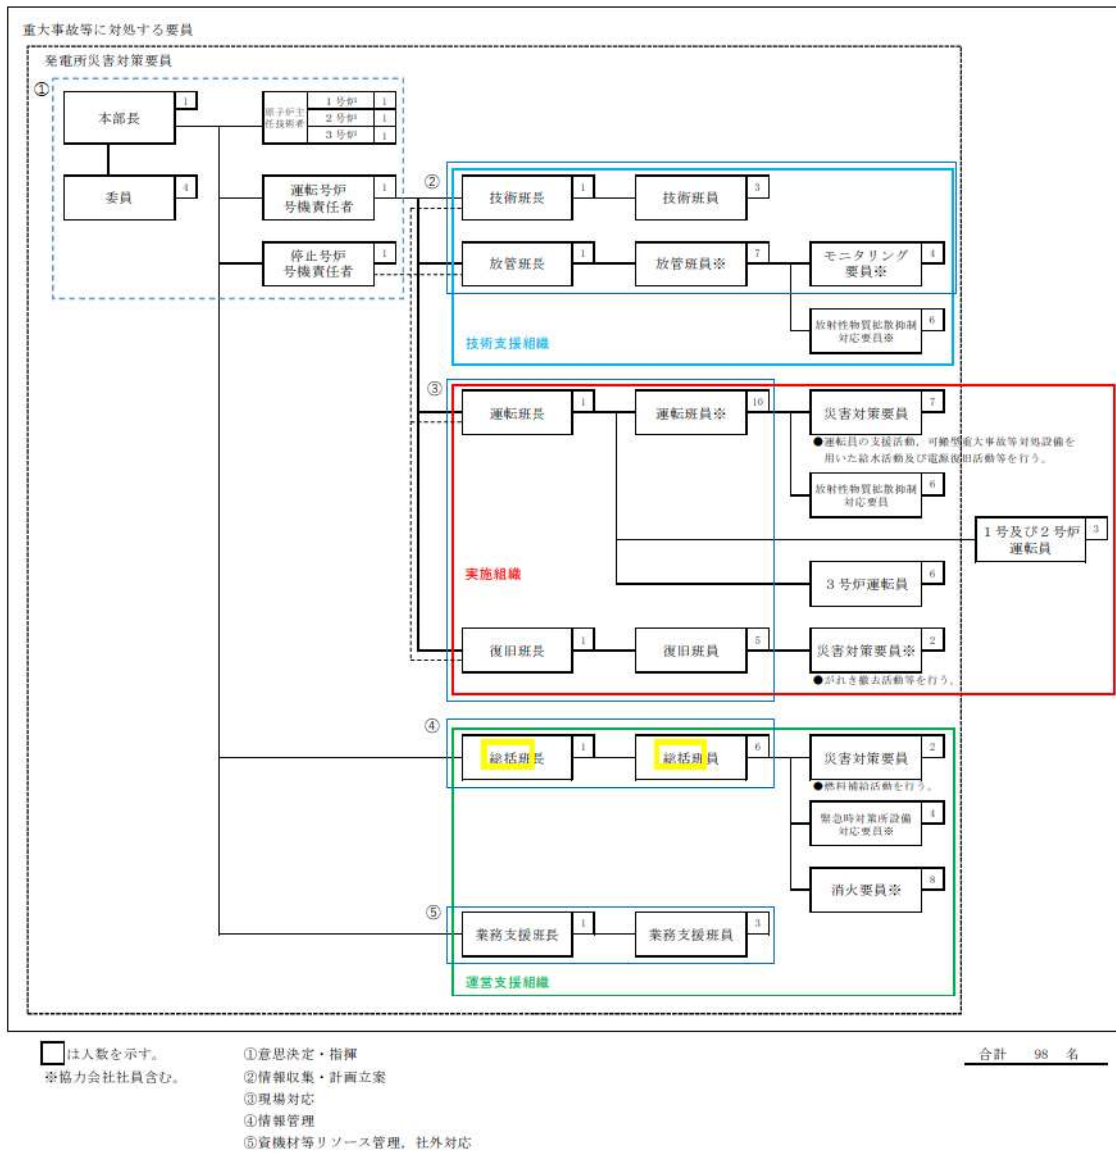 重大事故等に対処する要員
発電所災害対策要員
①
本部長
1
原子炉主
任技術者
1号炉
1
2号炉
1
3号炉
1
委員
4
運転号炉
号機責任者
1
停止号炉
号機責任者
1
②
技術班長
1
技術班員
3
放管班長
1
放管班員※
7
モニタリング
要員※
4
放射性物質拡散抑制
対応要員※
6
技術支援組織
③
運転班長
1
運転班員※
10
災害対策要員
7
●運転員の支援活動，可搬型重大事故等対処設備を
用いた給水活動及び電源復旧活動等を行う。
放射性物質拡散抑制
対応要員
6
1号及び2号炉
運転員
3
実施組織
3号炉運転員
6
復旧班長
1
復旧班員
5
災害対策要員※
2
●がれき撤去活動等を行う。
④
総括班長
1
総括班員
6
災害対策要員
2
●燃料補給活動を行う。
緊急時対策所設備
対応要員※
4
消火要員※
8
⑤
業務支援班長
1
業務支援班員
3
運営支援組織
は人数を示す。
※協力会社社員含む。
①意思決定・指揮
②情報収集・計画立案
③現場対応
④情報管理
⑤資機材等リソース管理，社外対応
合計 98 名